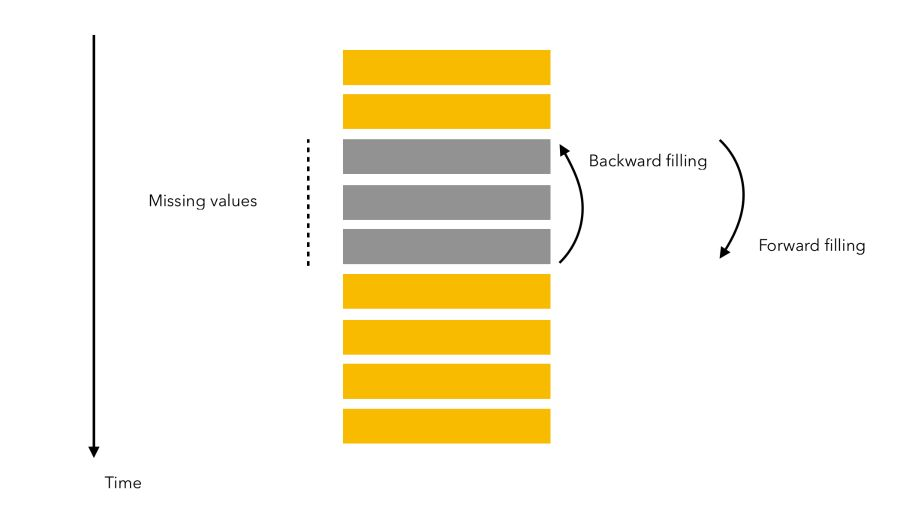 Backward filling
Missing values
Forward filling
Time